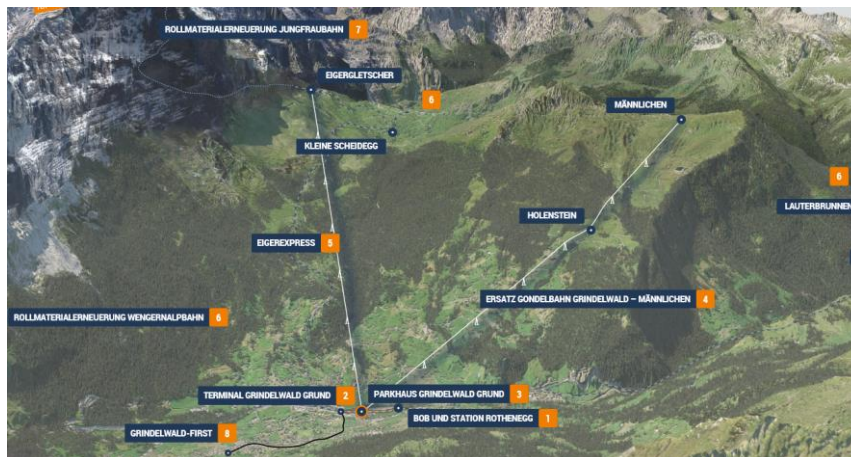 ROLLMATERIALERNEUERUNG JUNGFRAUBAHN 7
EIGERGLETSCHER
6
MÄNNLICHEN
KLEINE SCHEIDEGG
6
LAUTERBRUNNEN
HOLENSTEIN
EIGEREXPRESS 5
ERSATZ GONDELBAHN GRINDELWALD – MÄNNLICHEN 4
ROLLMATERIALERNEUERUNG WENGERNALPBAHN 6
TERMINAL GRINDELWALD GRUND 2
PARKHAUS GRINDELWALD GRUND 3
BOB UND STATION ROTHENEGG 1
GRINDELWALD-FIRST 8